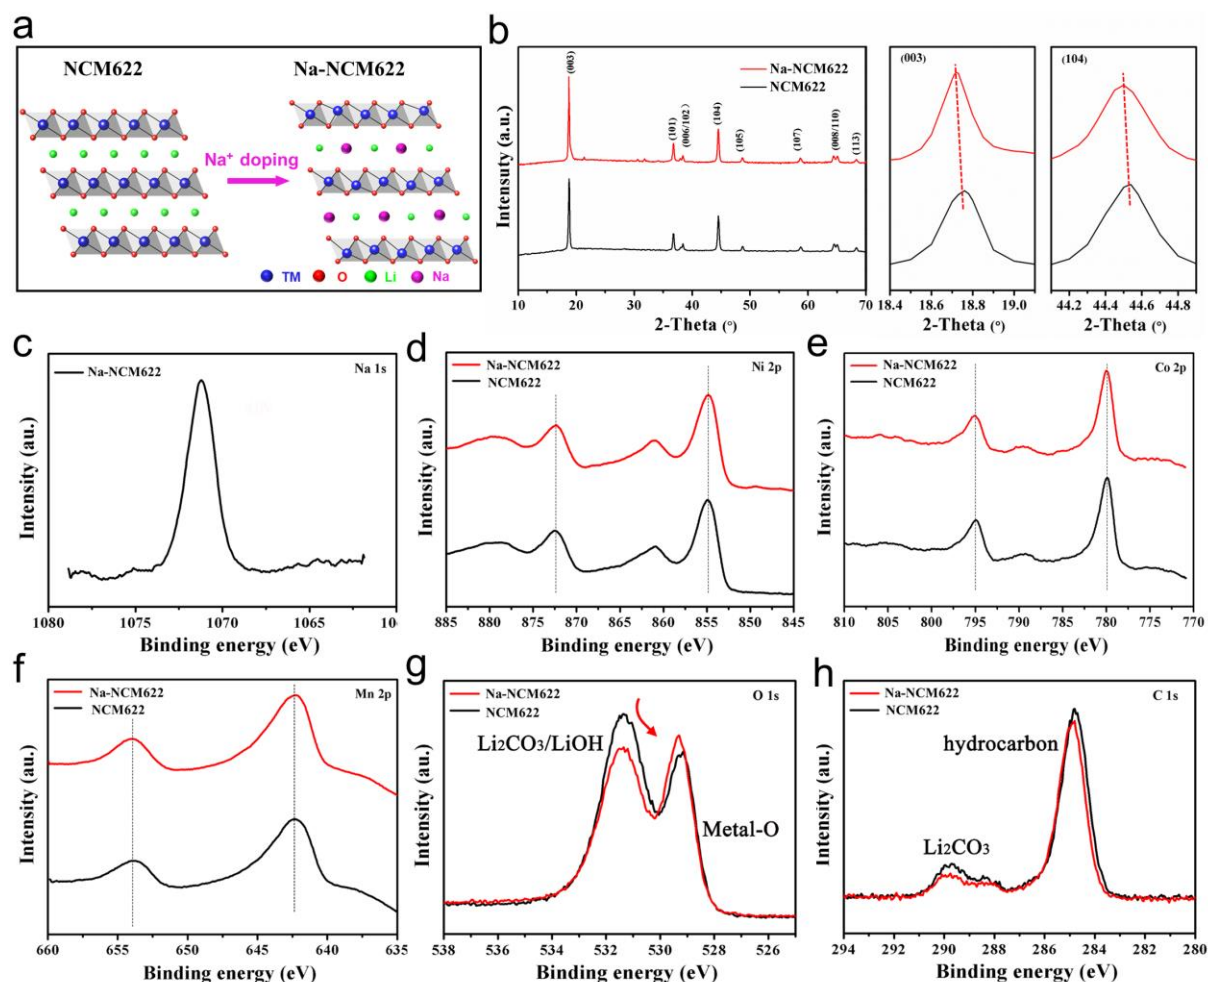 a
NCM622
Na-NCM622
Na⁺ doping
TM
O
Li
Na
b
Na-NCM622
NCM622
(003)
(101)
(006/102)
(104)
(105)
(107)
(008/110)
(113)
Intensuty (a.u.)
10 20 30 40 50 60 70
2-Theta (°)
(003)
18.4 18.6 18.8 19.0
2-Theta (°)
(104)
44.2 44.4 44.6 44.8
2-Theta (°)
c
Na-NCM622
Na 1s
Intensity (au.)
1080 1075 1070 1065 10
Binding energy (eV)
d
Na-NCM622
NCM622
Ni 2p
Intensity (au.)
885 880 875 870 865 860 855 850 845
Binding energy (eV)
e
Na-NCM622
NCM622
Co 2p
Intensity (au.)
810 805 800 795 790 785 780 775 770
Binding energy (eV)
f
Na-NCM622
NCM622
Mn 2p
Intensity (au.)
660 655 650 645 640 635
Binding energy (eV)
g
Na-NCM622
NCM622
O 1s
Li₂CO₃/LiOH
Metal-O
Intensity (au.)
538 536 534 532 530 528 526
Binding energy (eV)
h
Na-NCM622
NCM622
C 1s
hydrocarbon
Li₂CO₃
Intensity (au.)
294 292 290 288 286 284 282 280
Binding energy (eV)